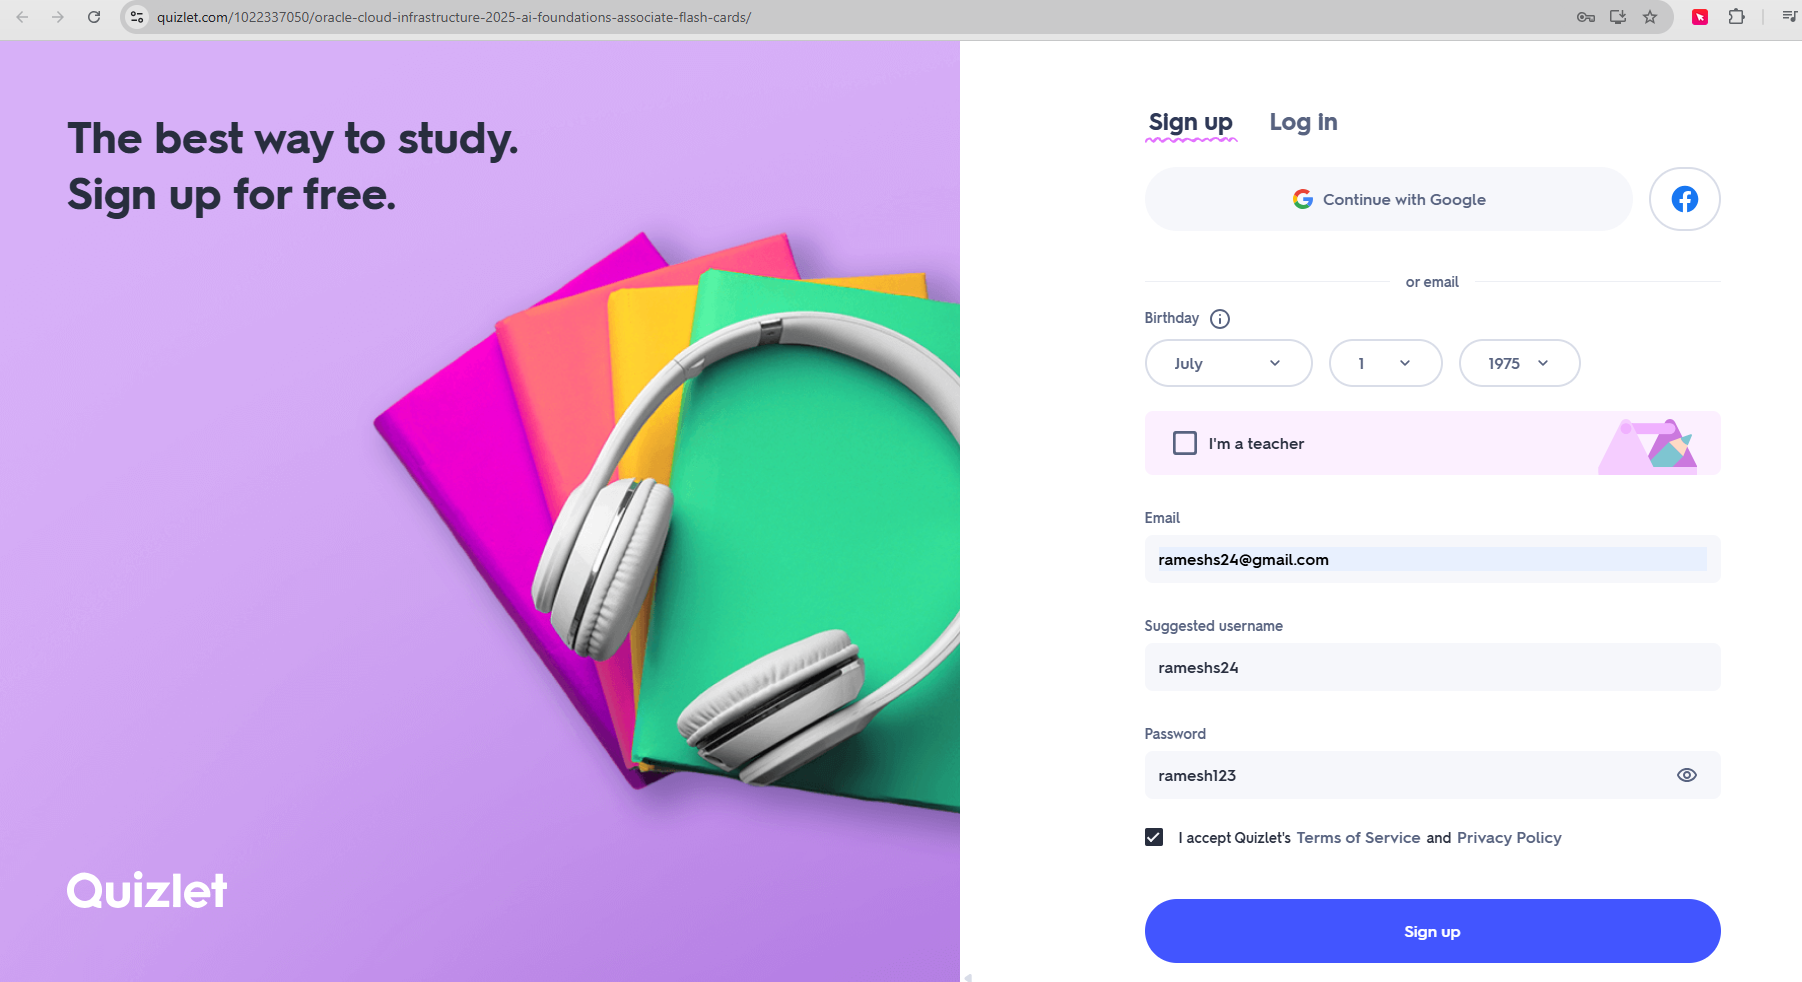 quizlet.com/1022337050/oracle-cloud-infrastructure-2025-ai-foundations-associate-flash-cards/
The best way to study.
Sign up for free.
Quizlet
Sign up Log in
Continue with Google
or email
Birthday
July 1 1975
I'm a teacher
Email
rameshs24@gmail.com
Suggested username
rameshs24
Password
ramesh123
I accept Quizlet's Terms of Service and Privacy Policy
Sign up